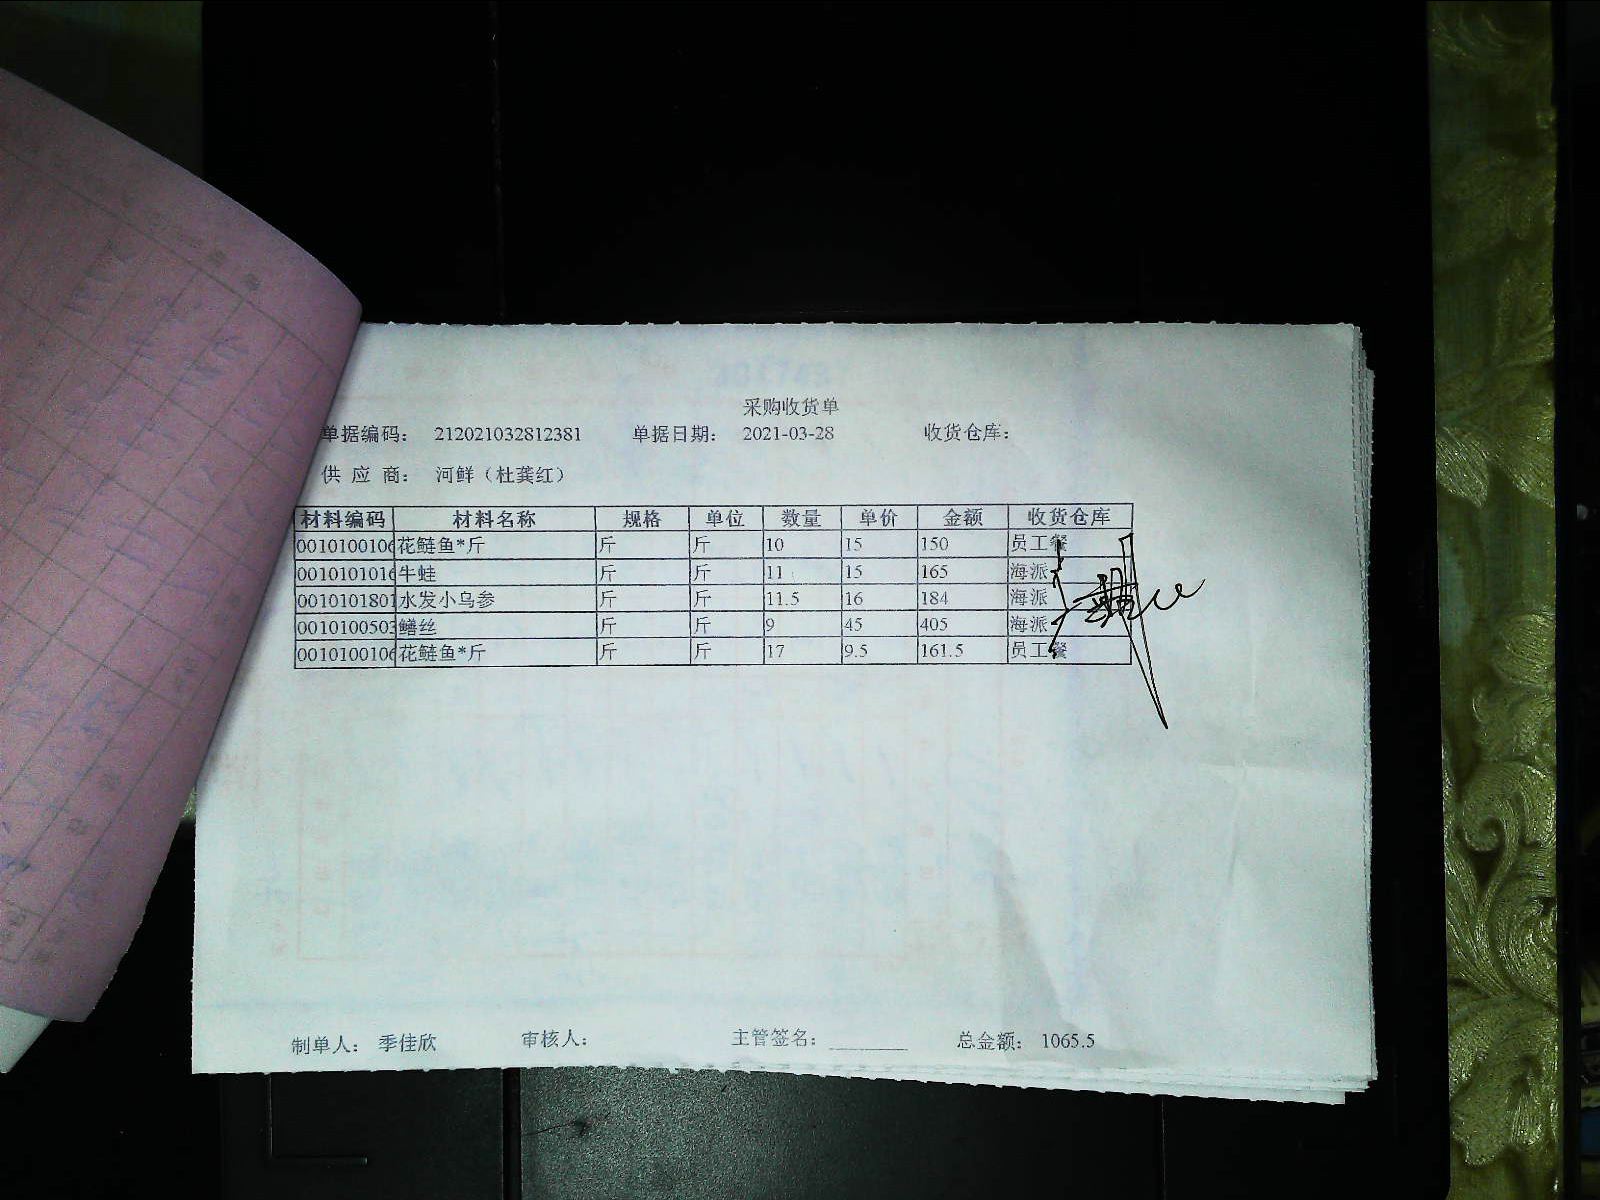 采购收货单
单据编码： 212021032812381 单据日期： 2021-03-28 收货仓库：
供 应 商： 河鲜（杜龚红）
材料编码 材料名称 规格 单位 数量 单价 金额 收货仓库
0010100106 花鲢鱼*斤 斤 斤 10 15 150 员工餐
0010101016 牛蛙 斤 斤 11 15 165 海派
0010101801 水发小乌参 斤 斤 11.5 16 184 海派
0010100503 鳝丝 斤 斤 9 45 405 海派
0010100106 花鲢鱼*斤 斤 斤 17 9.5 161.5 员工餐
制单人： 季佳欣 审核人： 主管签名： 总金额： 1065.5